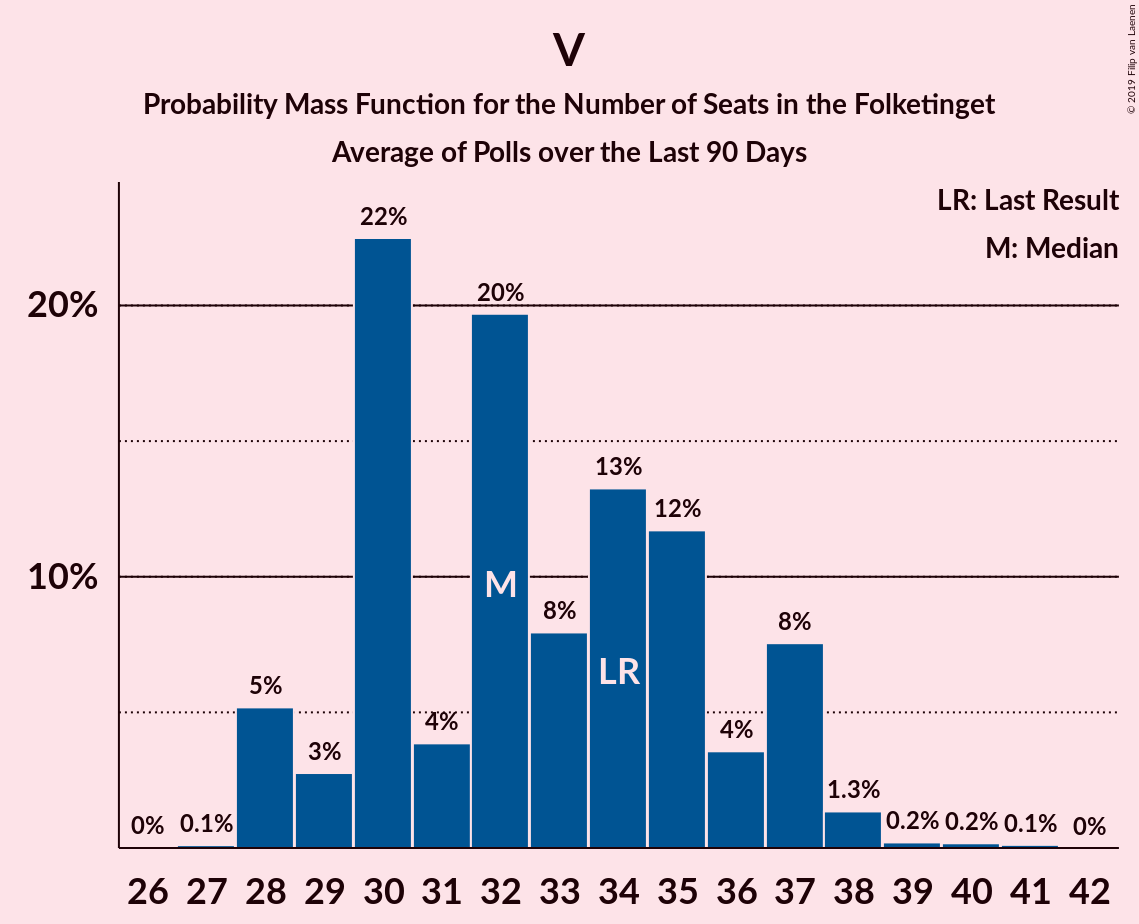 V
Probability Mass Function for the Number of Seats in the Folketinget
Average of Polls over the Last 90 Days
© 2019 Filip van Laenen
LR: Last Result
M: Median
20%
10%
0%
0.1%
5%
3%
22%
4%
20%
8%
13%
12%
4%
8%
1.3%
0.2%
0.2%
0.1%
0%
M
LR
26 27 28 29 30 31 32 33 34 35 36 37 38 39 40 41 42